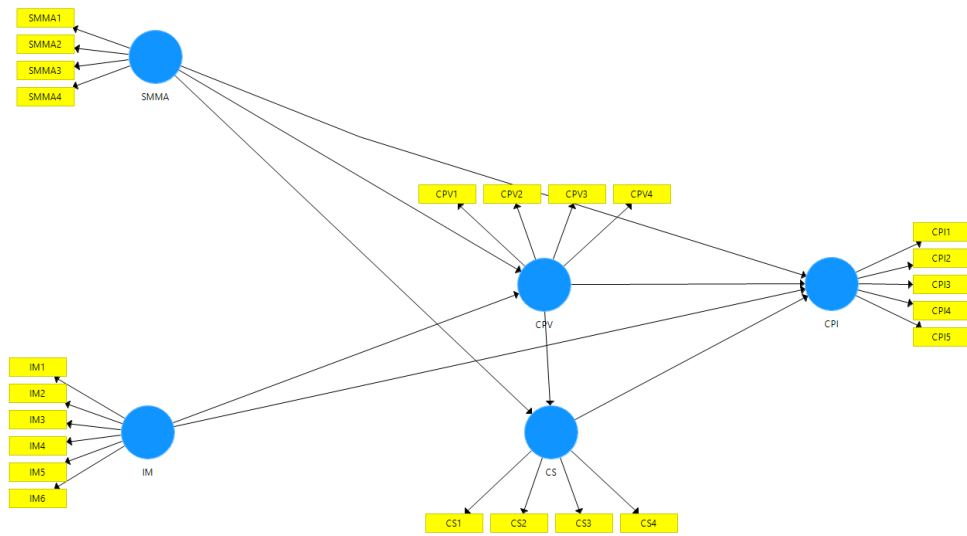 SMMA1
SMMA2
SMMA3
SMMA4
SMMA
CPV1 CPV2 CPV3 CPV4
CPV
CPI1
CPI2
CPI3
CPI4
CPI5
CPI
IM1
IM2
IM3
IM4
IM5
IM6
IM
CS
CS1 CS2 CS3 CS4